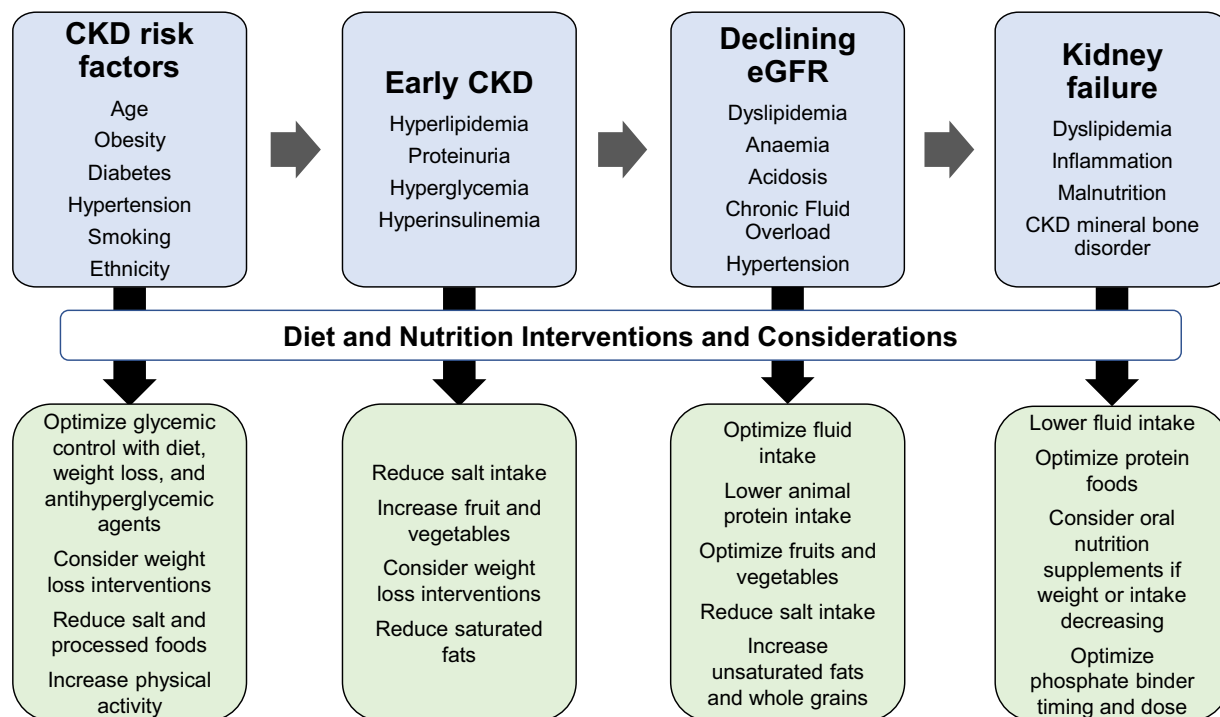 CKD risk
factors
Age
Obesity
Diabetes
Hypertension
Smoking
Ethnicity
Early CKD
Hyperlipidemia
Proteinuria
Hyperglycemia
Hyperinsulinemia
Declining
eGFR
Dyslipidemia
Anaemia
Acidosis
Chronic Fluid
Overload
Hypertension
Kidney
failure
Dyslipidemia
Inflammation
Malnutrition
CKD mineral bone
disorder
Diet and Nutrition Interventions and Considerations
Optimize glycemic
control with diet,
weight loss, and
antihyperglycemic
agents
Consider weight
loss interventions
Reduce salt and
processed foods
Increase physical
activity
Reduce salt intake
Increase fruit and
vegetables
Consider weight
loss interventions
Reduce saturated
fats
Optimize fluid
intake
Lower animal
protein intake
Optimize fruits and
vegetables
Reduce salt intake
Increase
unsaturated fats
and whole grains
Lower fluid intake
Optimize protein
foods
Consider oral
nutrition
supplements if
weight or intake
decreasing
Optimize
phosphate binder
timing and dose